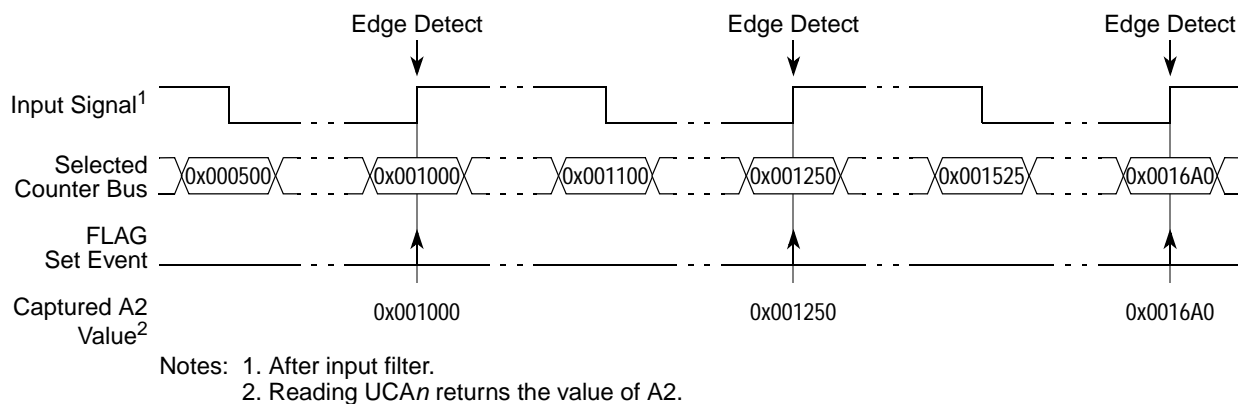 Edge Detect Edge Detect Edge Detect
Input Signal1
Selected
Counter Bus
0x000500 0x001000 0x001100 0x001250 0x001525 0x0016A0
FLAG
Set Event
Captured A2
Value2
0x001000 0x001250 0x0016A0
Notes: 1. After input filter.
2. Reading UCAn returns the value of A2.